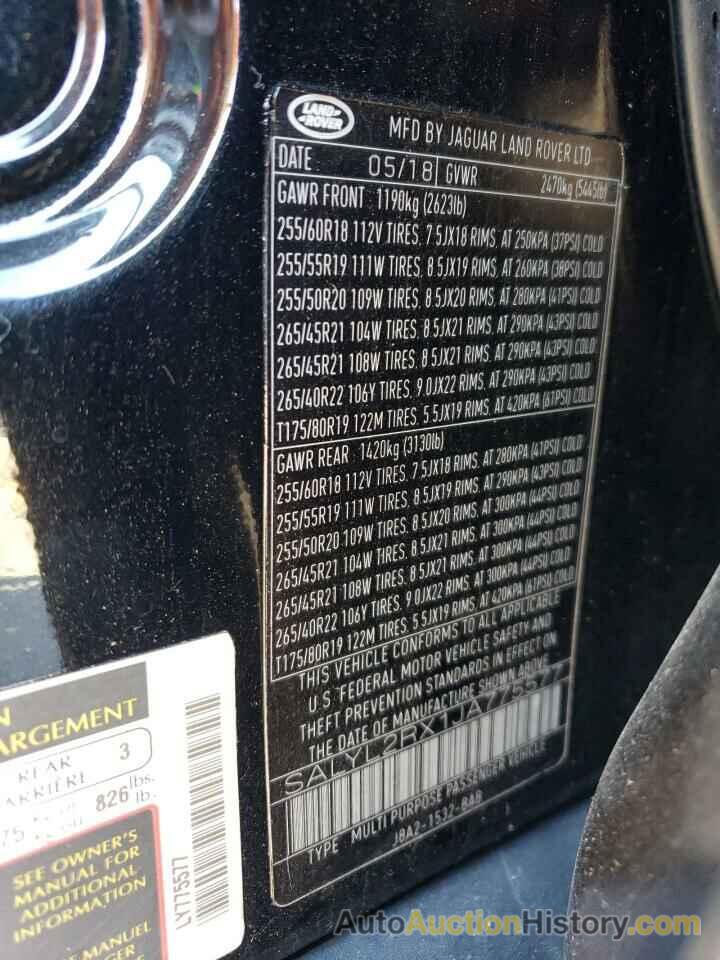 LAND
ROVER
MFD BY JAGUAR LAND ROVER LTD
DATE 05/18 GVWR 2470kg (5445lb)
GAWR FRONT 1190kg (2623lb)
255/60R18 112V TIRES. 7.5JX18 RIMS. AT 250KPA (37PSI) COLD
255/55R19 111W TIRES. 8.5JX19 RIMS. AT 260KPA (38PSI) COLD
255/50R20 109W TIRES. 8.5JX20 RIMS. AT 280KPA (41PSI) COLD
265/45R21 104W TIRES. 8.5JX21 RIMS. AT 290KPA (43PSI) COLD
265/45R21 108W TIRES. 8.5JX21 RIMS. AT 290KPA (43PSI) COLD
265/40R22 106Y TIRES. 9.0JX22 RIMS. AT 290KPA (43PSI) COLD
T175/80R19 122M TIRES. 5.5JX19 RIMS. AT 420KPA (61PSI) COLD
GAWR REAR 1420kg (3130lb)
255/60R18 112V TIRES. 7.5JX18 RIMS. AT 280KPA (41PSI) COLD
255/55R19 111W TIRES. 8.5JX19 RIMS. AT 290KPA (43PSI) COLD
255/50R20 109W TIRES. 8.5JX20 RIMS. AT 300KPA (44PSI) COLD
265/45R21 104W TIRES. 8.5JX21 RIMS. AT 300KPA (44PSI) COLD
265/45R21 108W TIRES. 8.5JX21 RIMS. AT 300KPA (44PSI) COLD
265/40R22 106Y TIRES. 9.0JX22 RIMS. AT 300KPA (44PSI) COLD
T175/80R19 122M TIRES. 5.5JX19 RIMS. AT 420KPA (61PSI) COLD
THIS VEHICLE CONFORMS TO ALL APPLICABLE
U.S. FEDERAL MOTOR VEHICLE SAFETY AND
THEFT PREVENTION STANDARDS IN EFFECT ON
THE DATE OF MANUFACTURE SHOWN ABOVE.
SALYL2RX1JA775577
TYPE MULTI PURPOSE PASSENGER VEHICLE
J8A2-1532-BAB
N
ARGEMENT
REAR 3
ARRIÈRE
75 826 lbs.
lb.
SEE OWNER'S
MANUAL FOR
ADDITIONAL
INFORMATION
LY775577
MANUEL
AutoAuctionHistory.com